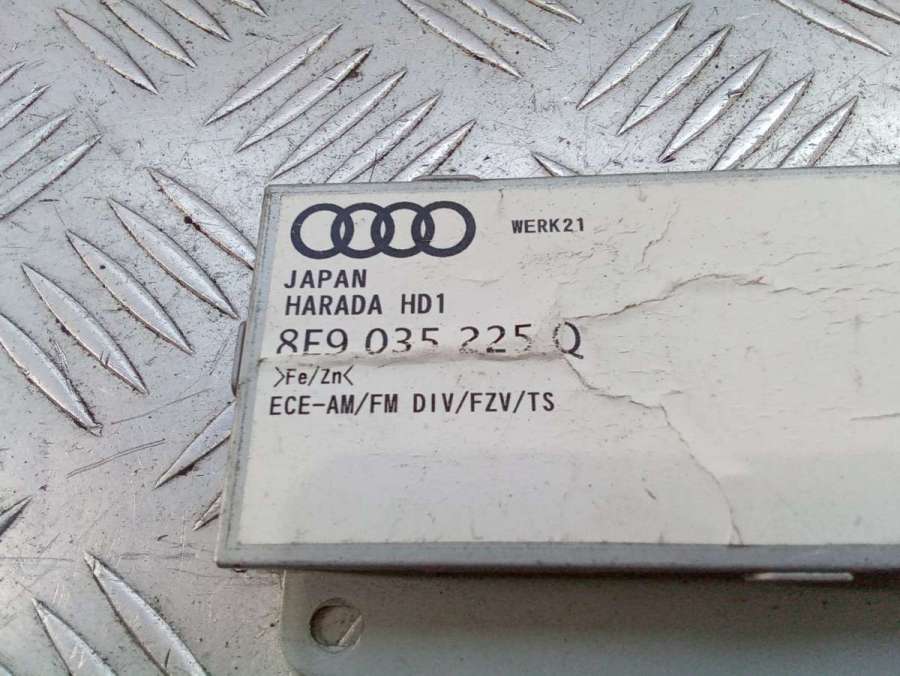 WERK21
JAPAN
HARADA HD1
8E9 035 225 Q
>Fe/Zn<
ECE-AM/FM DIV/FZV/TS